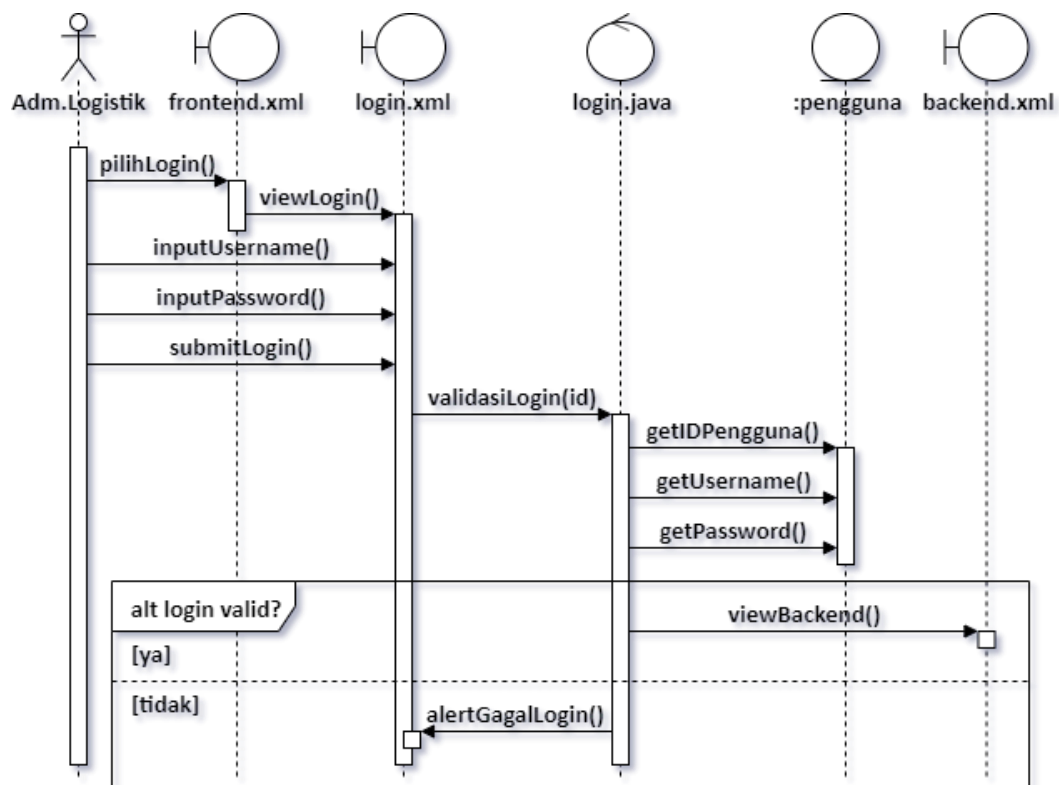 Adm.Logistik
frontend.xml
login.xml
login.java
:pengguna
backend.xml
pilihLogin()
viewLogin()
inputUsername()
inputPassword()
submitLogin()
validasiLogin(id)
getIDPengguna()
getUsername()
getPassword()
alt login valid?
viewBackend()
[ya]
[tidak]
alertGagalLogin()